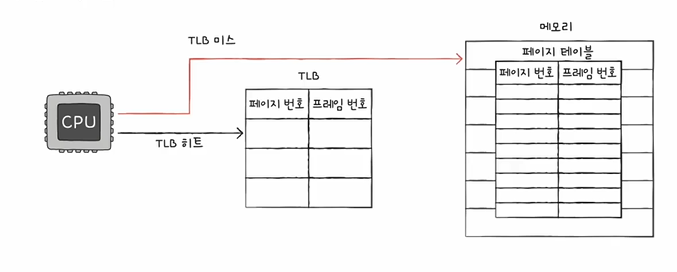 메모리
TLB 미스
페이지 테이블
TLB
페이지 번호 프레임 번호
페이지 번호 프레임 번호
CPU
TLB 히트